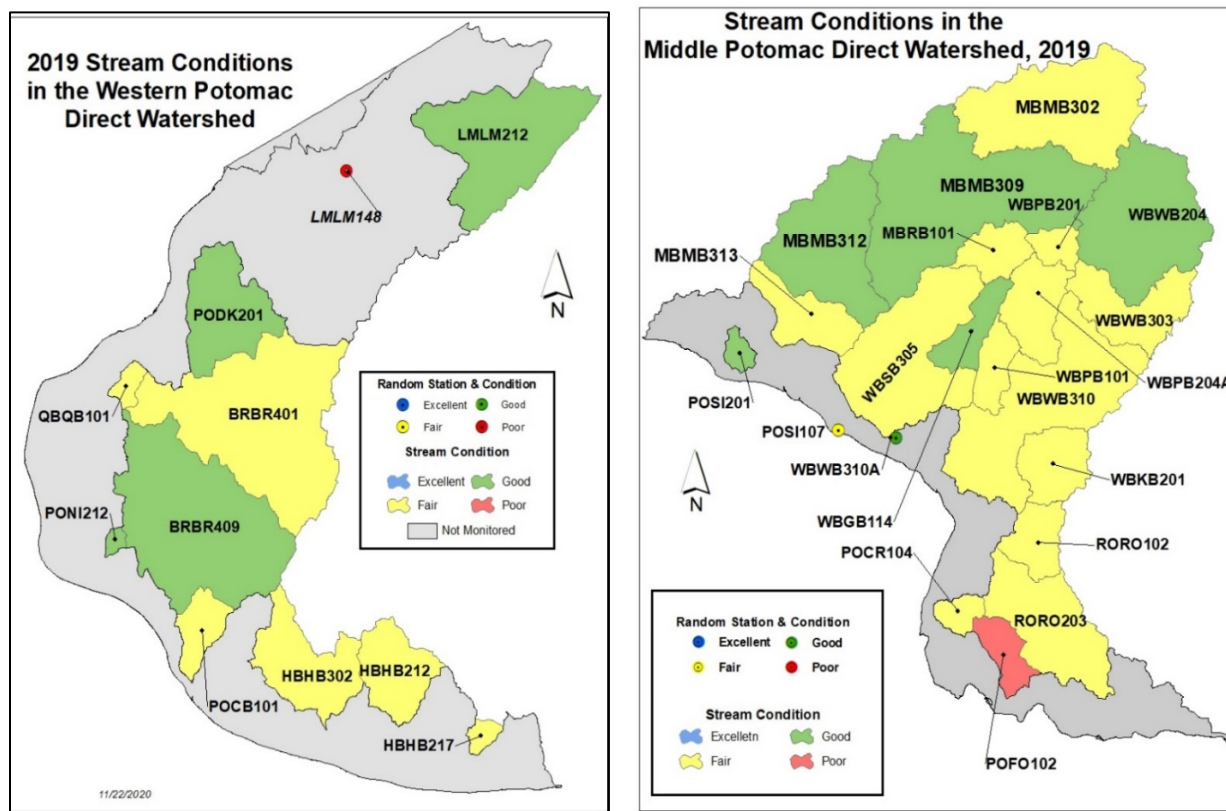 2019 Stream Conditions
in the Western Potomac
Direct Watershed
LMLM212
LMLM148
PODK201
QBQB101
BRBR401
PONI212
BRBR409
HBHB302
HBHB212
POCB101
HBHB217
N
Random Station & Condition
Excellent Good
Fair Poor
Stream Condition
Excellent Good
Fair Poor
Not Monitored
11/22/2020
Stream Conditions in the
Middle Potomac Direct Watershed, 2019
MBMB302
MBMB309
WBPB201
WBWB204
MBMB312
MBRB101
MBMB313
WBWB303
WBSB305
WBPB101
WBPB204A
POSI201
WBWB310
POSI107
WBWB310A
WBKB201
WBGB114
N
RORO102
POCR104
RORO203
POFO102
Random Station & Condition
Excellent Good
Fair Poor
Stream Condition
Excelletn Good
Fair Poor